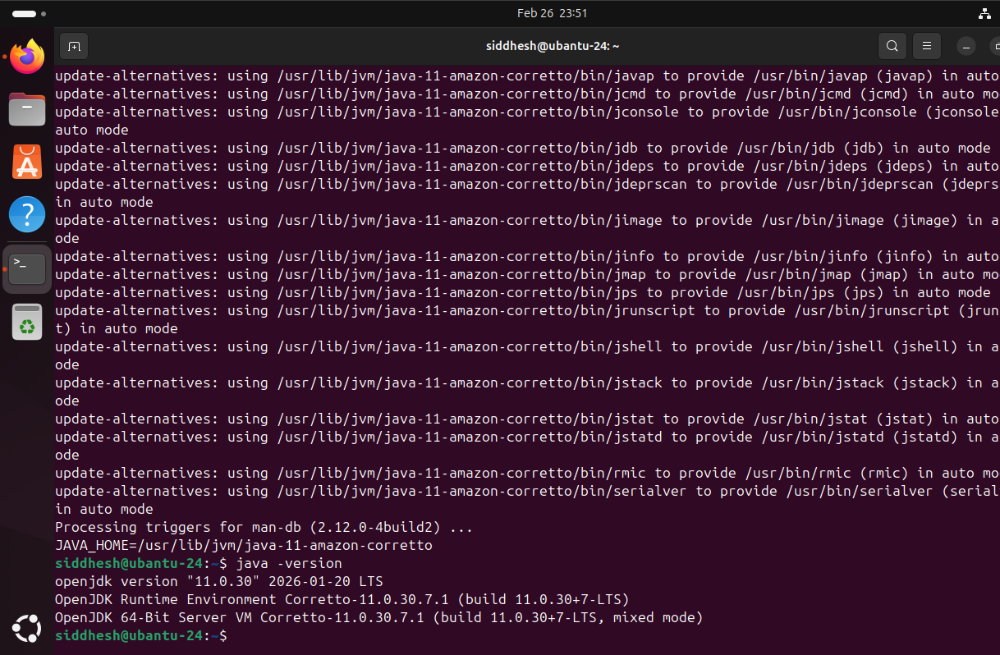 Feb 26 23:51
siddhesh@ubantu-24: ~
update-alternatives: using /usr/lib/jvm/java-11-amazon-corretto/bin/javap to provide /usr/bin/javap (javap) in auto
update-alternatives: using /usr/lib/jvm/java-11-amazon-corretto/bin/jcmd to provide /usr/bin/jcmd (jcmd) in auto mo
update-alternatives: using /usr/lib/jvm/java-11-amazon-corretto/bin/jconsole to provide /usr/bin/jconsole (jconsole
auto mode
update-alternatives: using /usr/lib/jvm/java-11-amazon-corretto/bin/jdb to provide /usr/bin/jdb (jdb) in auto mode
update-alternatives: using /usr/lib/jvm/java-11-amazon-corretto/bin/jdeps to provide /usr/bin/jdeps (jdeps) in auto
update-alternatives: using /usr/lib/jvm/java-11-amazon-corretto/bin/jdeprscan to provide /usr/bin/jdeprscan (jdeprs
in auto mode
update-alternatives: using /usr/lib/jvm/java-11-amazon-corretto/bin/jimage to provide /usr/bin/jimage (jimage) in a
ode
update-alternatives: using /usr/lib/jvm/java-11-amazon-corretto/bin/jinfo to provide /usr/bin/jinfo (jinfo) in auto
update-alternatives: using /usr/lib/jvm/java-11-amazon-corretto/bin/jmap to provide /usr/bin/jmap (jmap) in auto mo
update-alternatives: using /usr/lib/jvm/java-11-amazon-corretto/bin/jps to provide /usr/bin/jps (jps) in auto mode
update-alternatives: using /usr/lib/jvm/java-11-amazon-corretto/bin/jrunscript to provide /usr/bin/jrunscript (jrun
t) in auto mode
update-alternatives: using /usr/lib/jvm/java-11-amazon-corretto/bin/jshell to provide /usr/bin/jshell (jshell) in a
ode
update-alternatives: using /usr/lib/jvm/java-11-amazon-corretto/bin/jstack to provide /usr/bin/jstack (jstack) in a
ode
update-alternatives: using /usr/lib/jvm/java-11-amazon-corretto/bin/jstat to provide /usr/bin/jstat (jstat) in auto
update-alternatives: using /usr/lib/jvm/java-11-amazon-corretto/bin/jstatd to provide /usr/bin/jstatd (jstatd) in a
ode
update-alternatives: using /usr/lib/jvm/java-11-amazon-corretto/bin/rmic to provide /usr/bin/rmic (rmic) in auto mo
update-alternatives: using /usr/lib/jvm/java-11-amazon-corretto/bin/serialver to provide /usr/bin/serialver (serial
in auto mode
Processing triggers for man-db (2.12.0-4build2) ...
JAVA_HOME=/usr/lib/jvm/java-11-amazon-corretto
siddhesh@ubantu-24:~$ java -version
openjdk version "11.0.30" 2026-01-20 LTS
OpenJDK Runtime Environment Corretto-11.0.30.7.1 (build 11.0.30+7-LTS)
OpenJDK 64-Bit Server VM Corretto-11.0.30.7.1 (build 11.0.30+7-LTS, mixed mode)
siddhesh@ubantu-24:~$